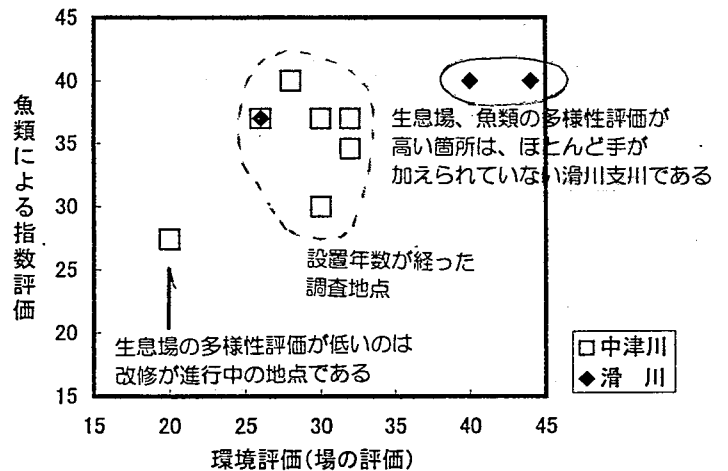 45
40
35
30
25
20
15
魚類による指数評価
生息場、魚類の多様性評価が
高い箇所は、ほとんど手が
加えられていない滑川支川である
設置年数が経った
調査地点
生息場の多様性評価が低いのは
改修が進行中の地点である
□中津川
◆滑 川
15 20 25 30 35 40 45
環境評価(場の評価)